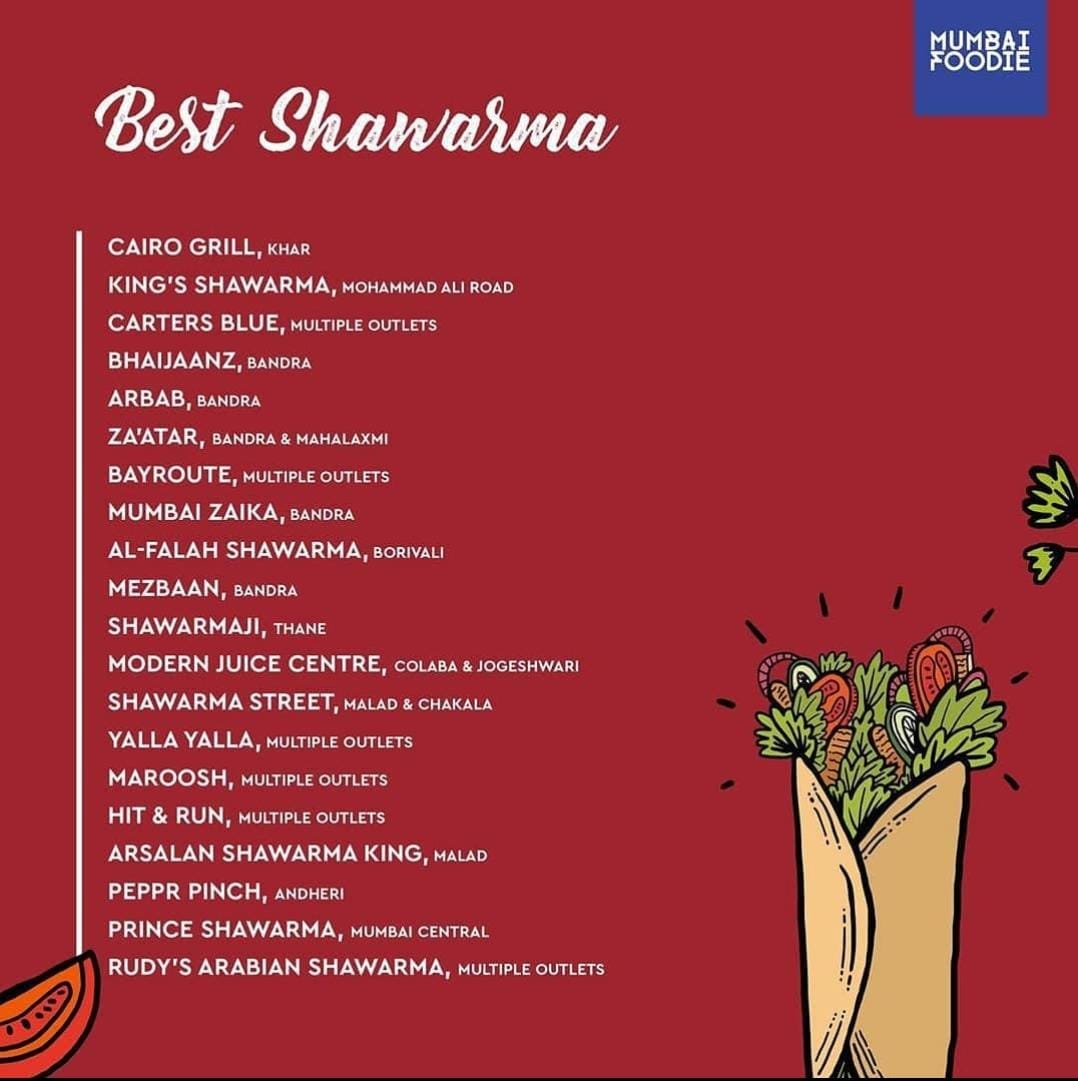 MUMBAI
FOODIE
Best Shawarma
CAIRO GRILL, KHAR
KING'S SHAWARMA, MOHAMMAD ALI ROAD
CARTERS BLUE, MULTIPLE OUTLETS
BHAIJAANZ, BANDRA
ARBAB, BANDRA
ZA'ATAR, BANDRA & MAHALAXMI
BAYROUTE, MULTIPLE OUTLETS
MUMBAI ZAIKA, BANDRA
AL-FALAH SHAWARMA, BORIVALI
MEZBAAN, BANDRA
SHAWARMAJI, THANE
MODERN JUICE CENTRE, COLABA & JOGESHWARI
SHAWARMA STREET, MALAD & CHAKALA
YALLA YALLA, MULTIPLE OUTLETS
MAROOSH, MULTIPLE OUTLETS
HIT & RUN, MULTIPLE OUTLETS
ARSALAN SHAWARMA KING, MALAD
PEPPR PINCH, ANDHERI
PRINCE SHAWARMA, MUMBAI CENTRAL
RUDY'S ARABIAN SHAWARMA, MULTIPLE OUTLETS